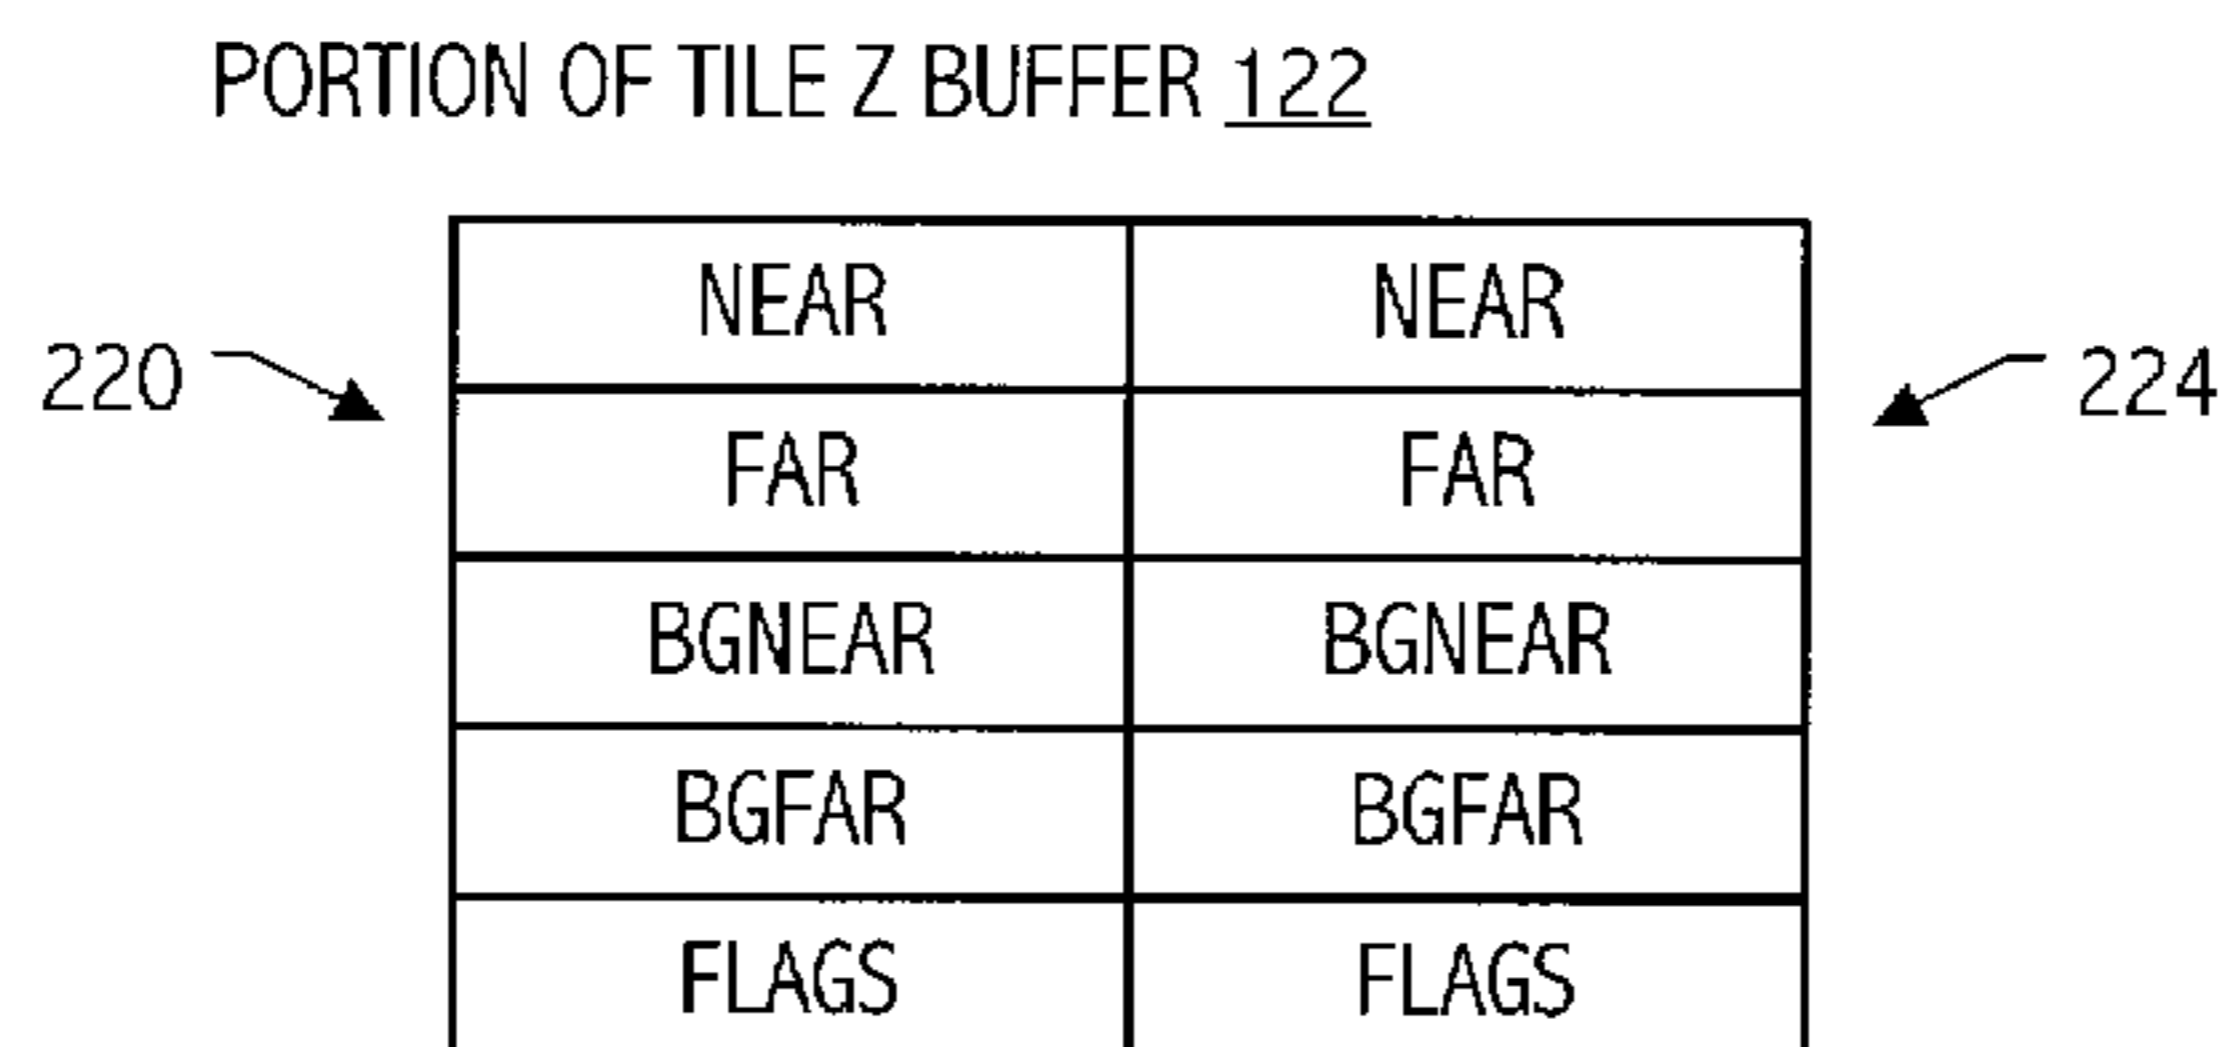 PORTION OF TILE Z BUFFER 122
NEAR NEAR
220 224
FAR FAR
BGNEAR BGNEAR
BGFAR BGFAR
FLAGS FLAGS